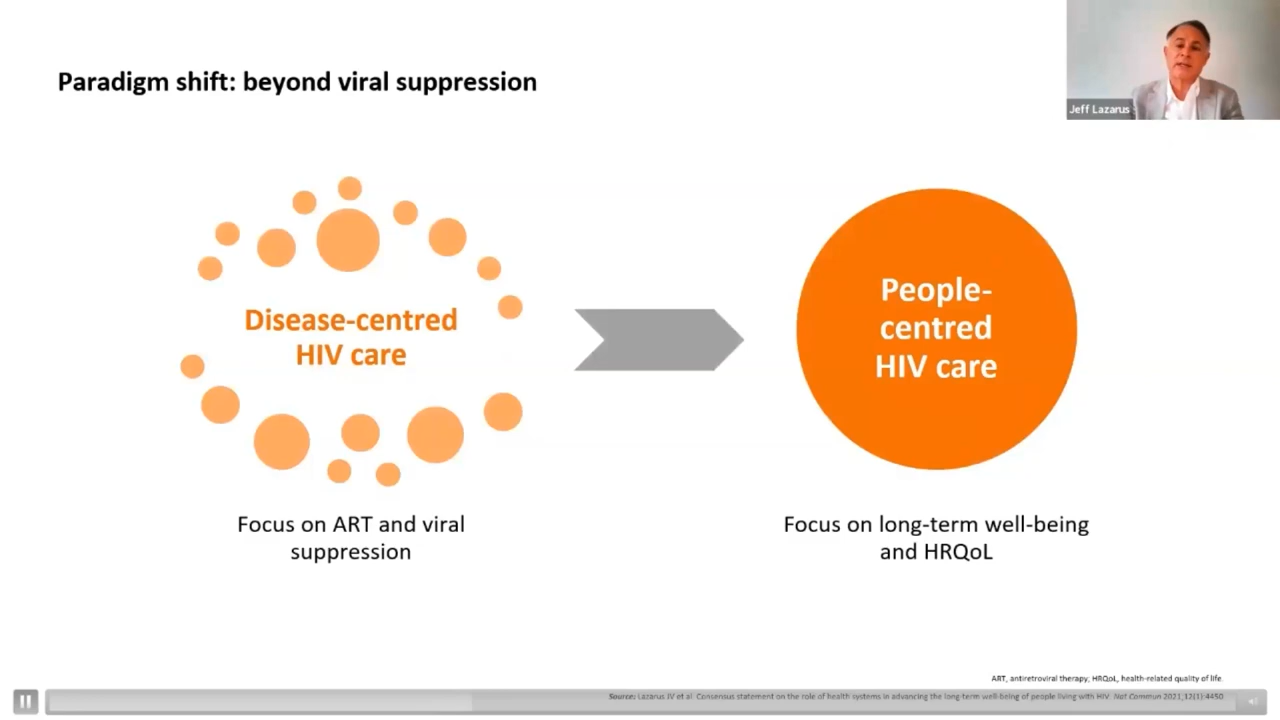 Paradigm shift: beyond viral suppression
Jeff Lazarus
Disease-centred
HIV care
People-
centred
HIV care
Focus on ART and viral
suppression
Focus on long-term well-being
and HRQoL
ART, antiretroviral therapy; HRQoL, health-related quality of life.
Source: Lazarus JV et al. Consensus statement on the role of health systems in advancing the long-term well-being of people living with HIV. Nat Commun 2021;12(1):4450